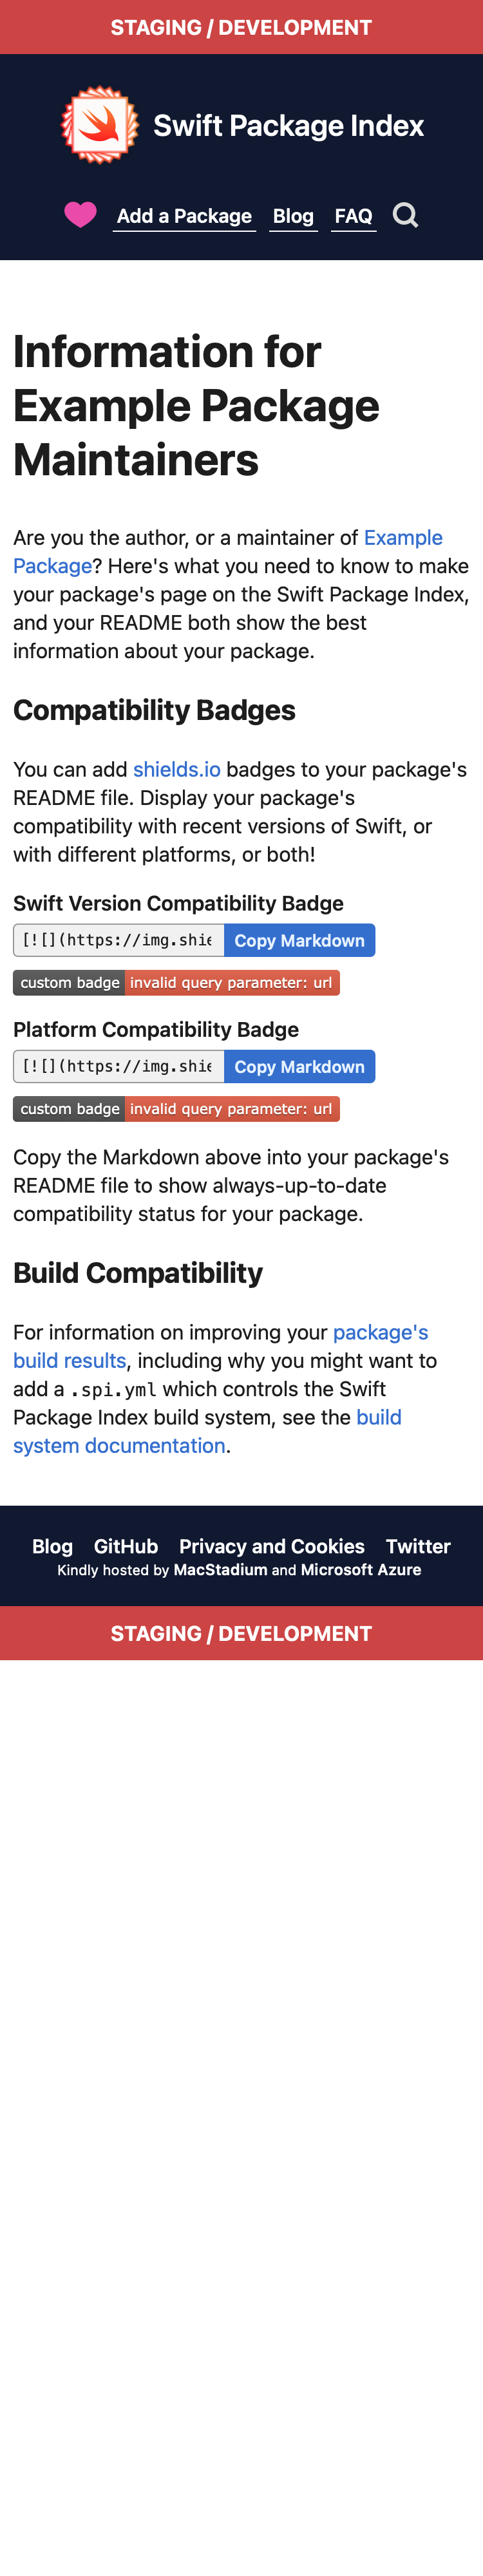 STAGING / DEVELOPMENT
Swift Package Index
Add a Package Blog FAQ
Information for
Example Package
Maintainers
Are you the author, or a maintainer of Example
Package? Here's what you need to know to make
your package's page on the Swift Package Index,
and your README both show the best
information about your package.
Compatibility Badges
You can add shields.io badges to your package's
README file. Display your package's
compatibility with recent versions of Swift, or
with different platforms, or both!
Swift Version Compatibility Badge
[![](https://img.shie Copy Markdown
custom badge invalid query parameter: url
Platform Compatibility Badge
[![](https://img.shie Copy Markdown
custom badge invalid query parameter: url
Copy the Markdown above into your package's
README file to show always-up-to-date
compatibility status for your package.
Build Compatibility
For information on improving your package's
build results, including why you might want to
add a .spi.yml which controls the Swift
Package Index build system, see the build
system documentation.
Blog GitHub Privacy and Cookies Twitter
Kindly hosted by MacStadium and Microsoft Azure
STAGING / DEVELOPMENT